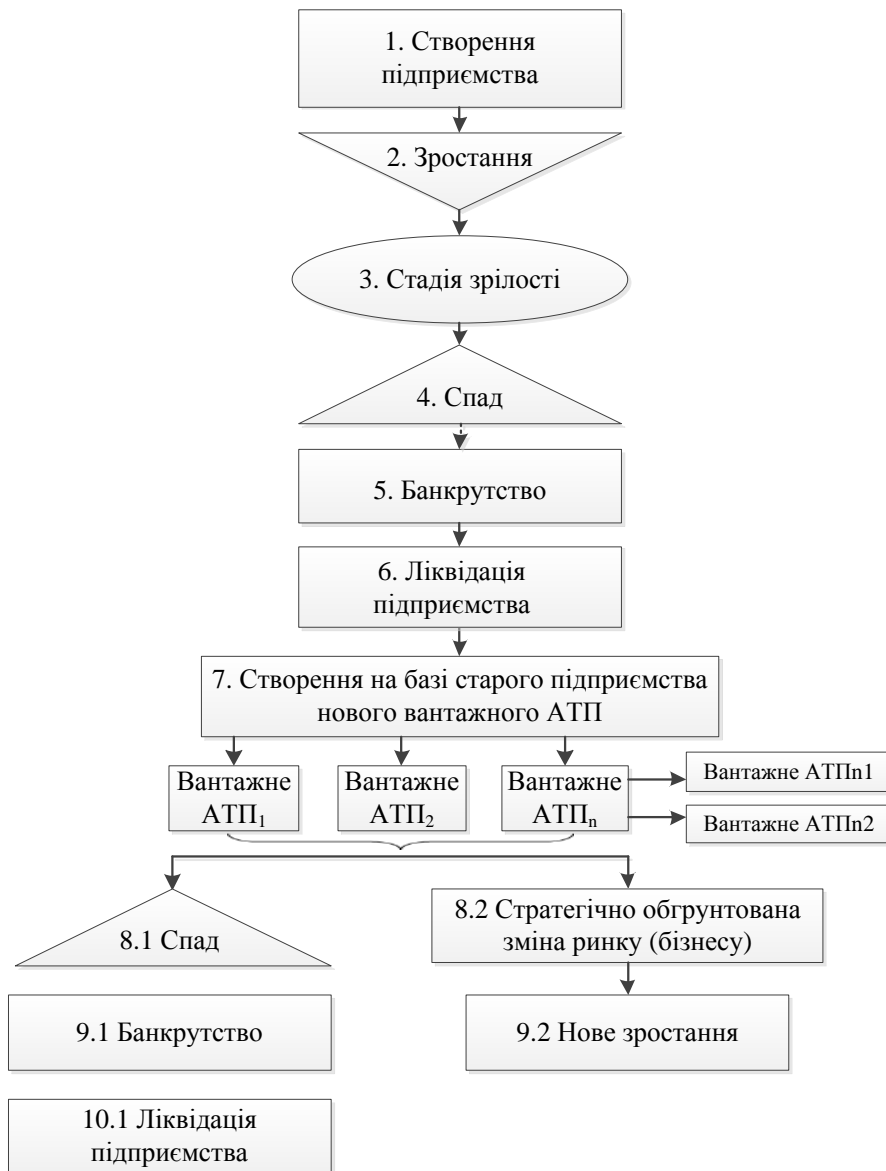 1. Створення
підприємства
2. Зростання
3. Стадія зрілості
4. Спад
5. Банкрутство
6. Ліквідація
підприємства
7. Створення на базі старого підприємства
нового вантажного АТП
Вантажне
АТП₁
Вантажне
АТП₂
Вантажне
АТПₙ
Вантажне АТПn1
Вантажне АТПn2
8.1 Спад
8.2 Стратегічно обгрунтована
зміна ринку (бізнесу)
9.1 Банкрутство
9.2 Нове зростання
10.1 Ліквідація
підприємства